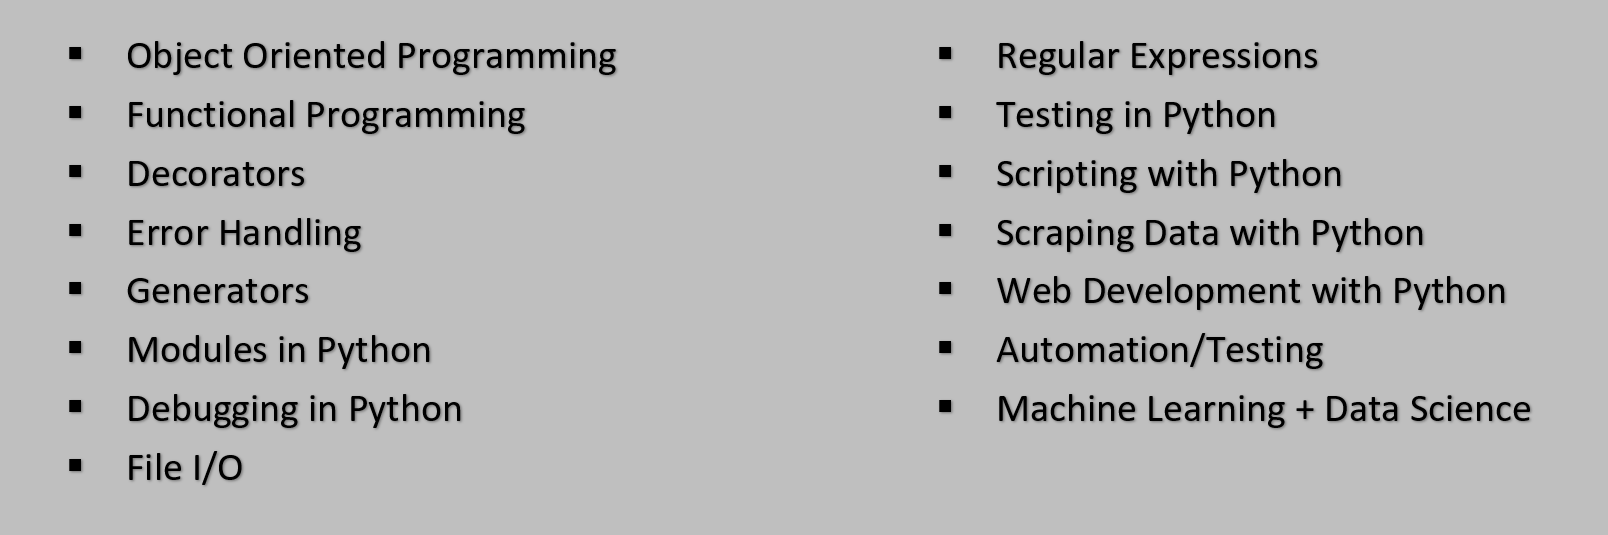 ▪ Object Oriented Programming
▪ Functional Programming
▪ Decorators
▪ Error Handling
▪ Generators
▪ Modules in Python
▪ Debugging in Python
▪ File I/O
▪ Regular Expressions
▪ Testing in Python
▪ Scripting with Python
▪ Scraping Data with Python
▪ Web Development with Python
▪ Automation/Testing
▪ Machine Learning + Data Science